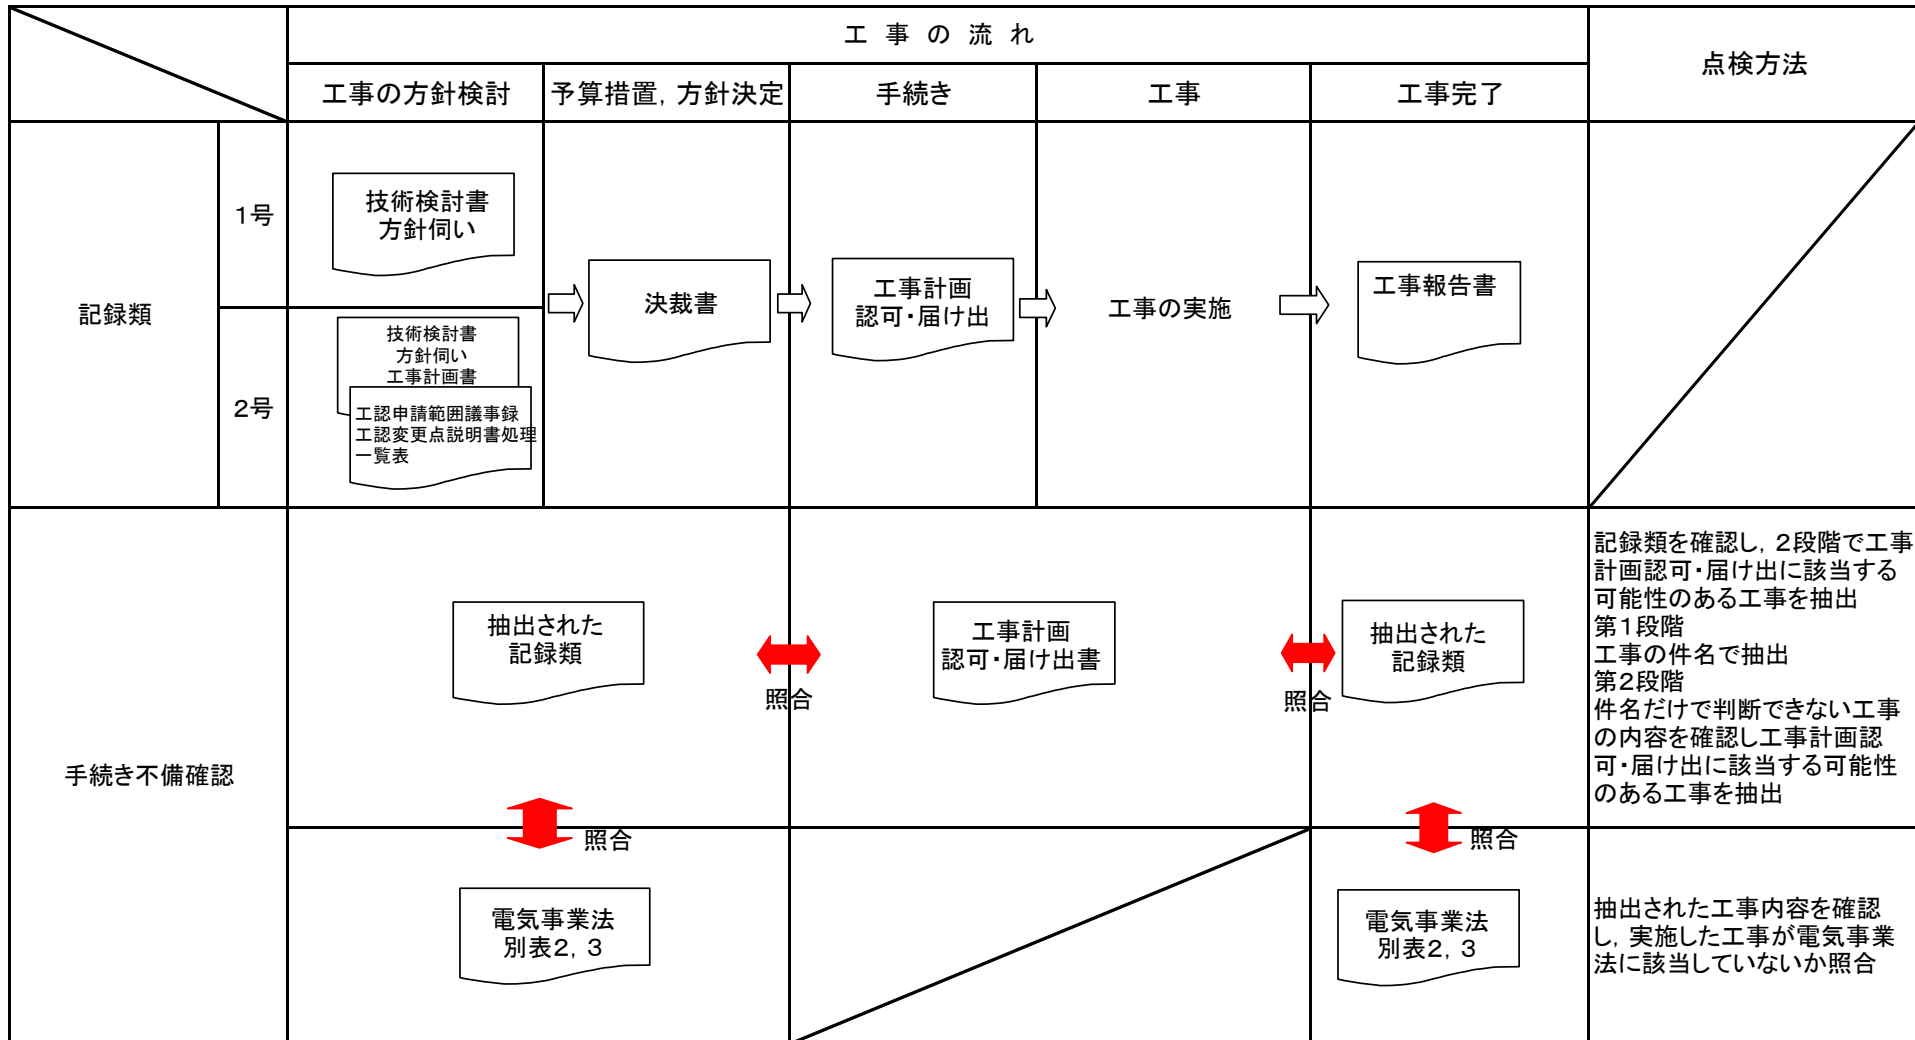 工 事 の 流 れ
点検方法
工事の方針検討
予算措置，方針決定
手続き
工事
工事完了
記録類
1号
技術検討書
方針伺い
2号
技術検討書
方針伺い
工事計画書
工認申請範囲議事録
工認変更点説明書処理
一覧表
決裁書
工事計画
認可・届け出
工事の実施
工事報告書
手続き不備確認
抽出された
記録類
照合
工事計画
認可・届け出書
照合
抽出された
記録類
記録類を確認し，2段階で工事
計画認可・届け出に該当する
可能性のある工事を抽出
第1段階
工事の件名で抽出
第2段階
件名だけで判断できない工事
の内容を確認し工事計画認
可・届け出に該当する可能性
のある工事を抽出
照合
照合
電気事業法
別表2，3
電気事業法
別表2，3
抽出された工事内容を確認
し，実施した工事が電気事業
法に該当していないか照合